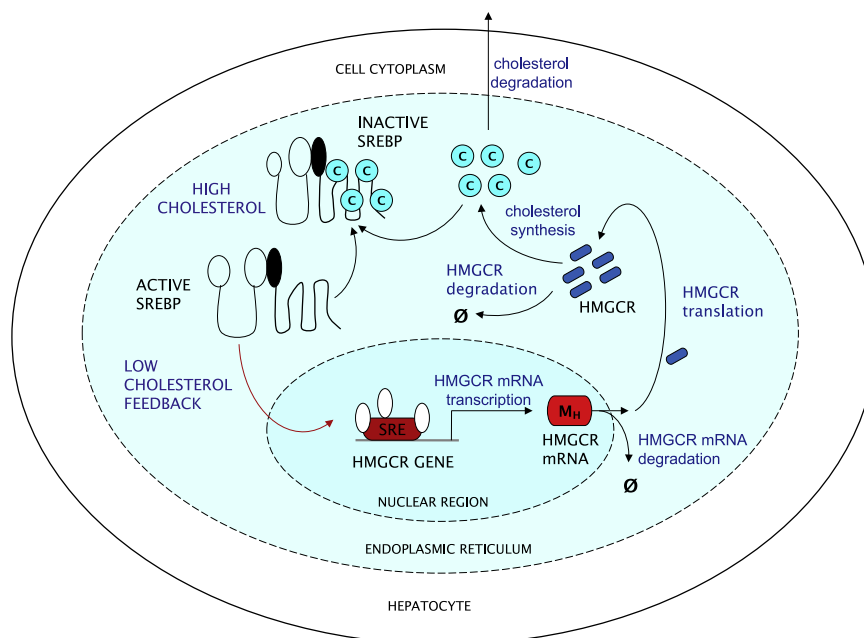 cholesterol
degradation
CELL CYTOPLASM
INACTIVE
SREBP
C
C
C
C
C
C
C
C
C
HIGH
CHOLESTEROL
cholesterol
synthesis
ACTIVE
SREBP
HMGCR
degradation
Ø
HMGCR
HMGCR
translation
LOW
CHOLESTEROL
FEEDBACK
HMGCR mRNA
transcription
SRE
HMGCR GENE
MH
HMGCR
mRNA
HMGCR mRNA
degradation
Ø
NUCLEAR REGION
ENDOPLASMIC RETICULUM
HEPATOCYTE